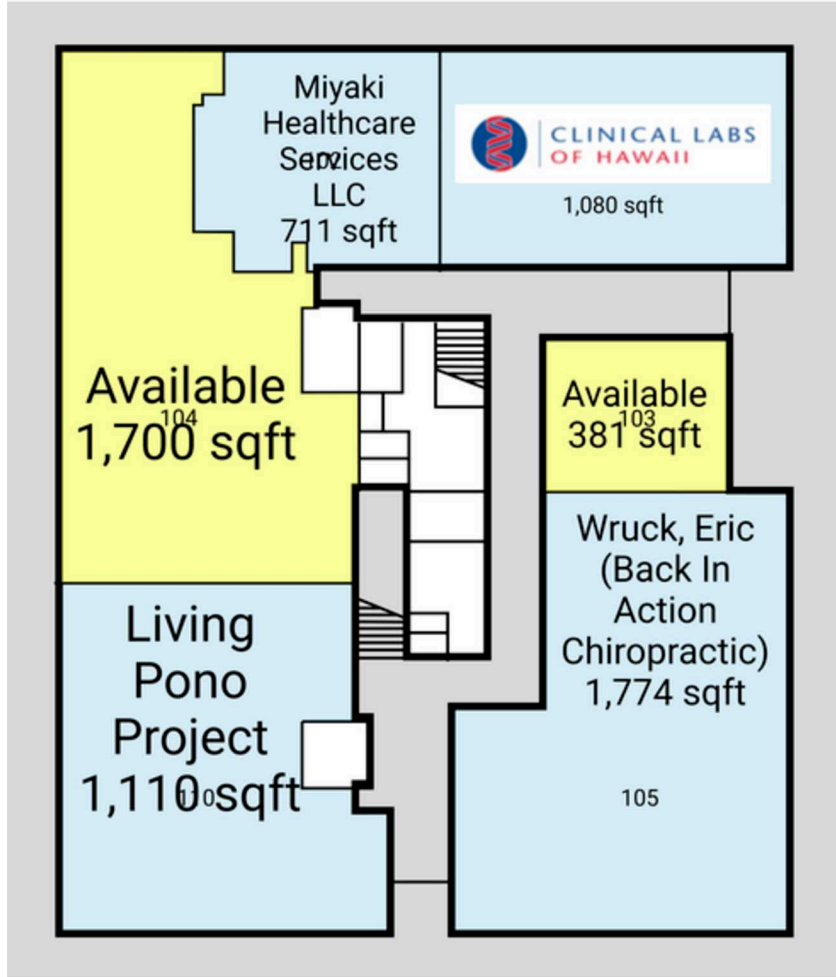 Miyaki
Healthcare
Services
102
LLC
711 sqft
CLINICAL LABS
OF HAWAII
1,080 sqft
Available
104
1,700 sqft
Available
103
381 sqft
Wruck, Eric
(Back In
Action
Chiropractic)
1,774 sqft
105
Living
Pono
Project
1,110 sqft
110